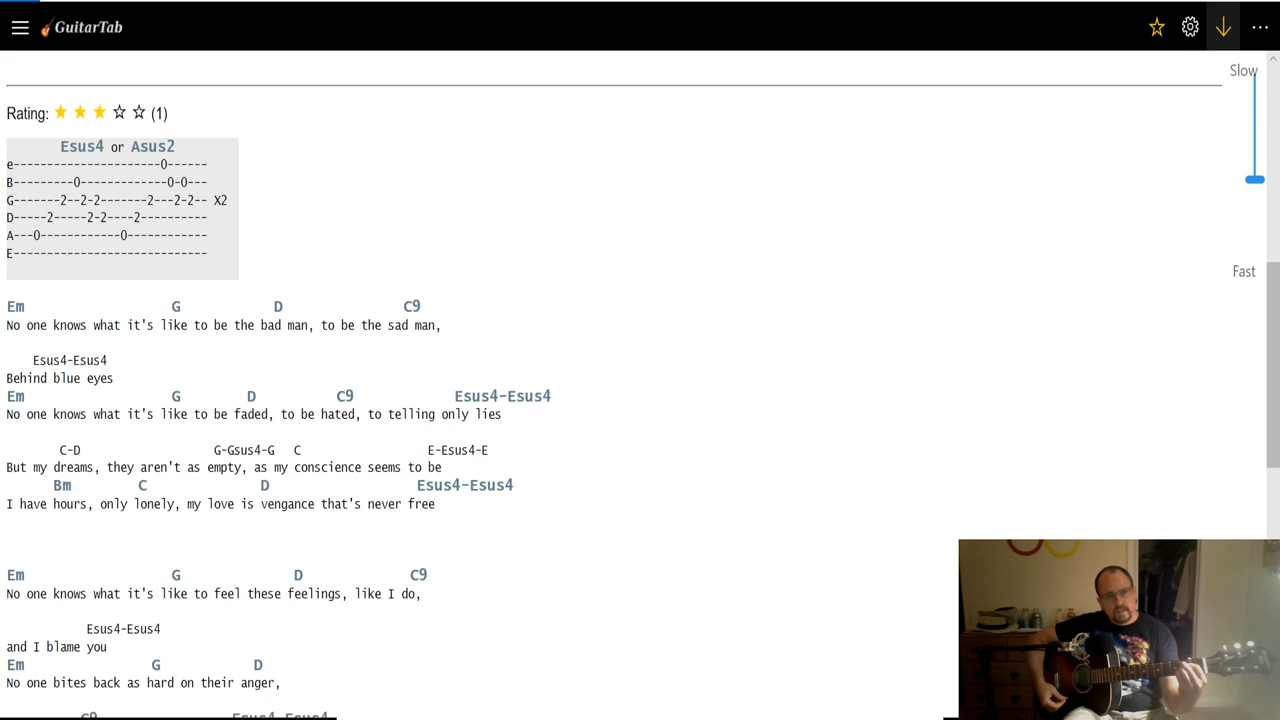 GuitarTab
Slow
Rating: ★ ★ ★ ☆ ☆ (1)
Esus4 or Asus2
e----------------------0------
B---------0-------------0-0---
G-------2--2-2-------2---2-2-- X2
D-----2-----2-2----2----------
A---0------------0------------
E-----------------------------
Fast
Em G D C9
No one knows what it's like to be the bad man, to be the sad man,
Esus4-Esus4
Behind blue eyes
Em G D C9 Esus4-Esus4
No one knows what it's like to be faded, to be hated, to telling only lies
C-D G-Gsus4-G C E-Esus4-E
But my dreams, they aren't as empty, as my conscience seems to be
Bm C D Esus4-Esus4
I have hours, only lonely, my love is vengance that's never free
Em G D C9
No one knows what it's like to feel these feelings, like I do,
Esus4-Esus4
and I blame you
Em G D
No one bites back as hard on their anger,
C9 Esus4-Esus4